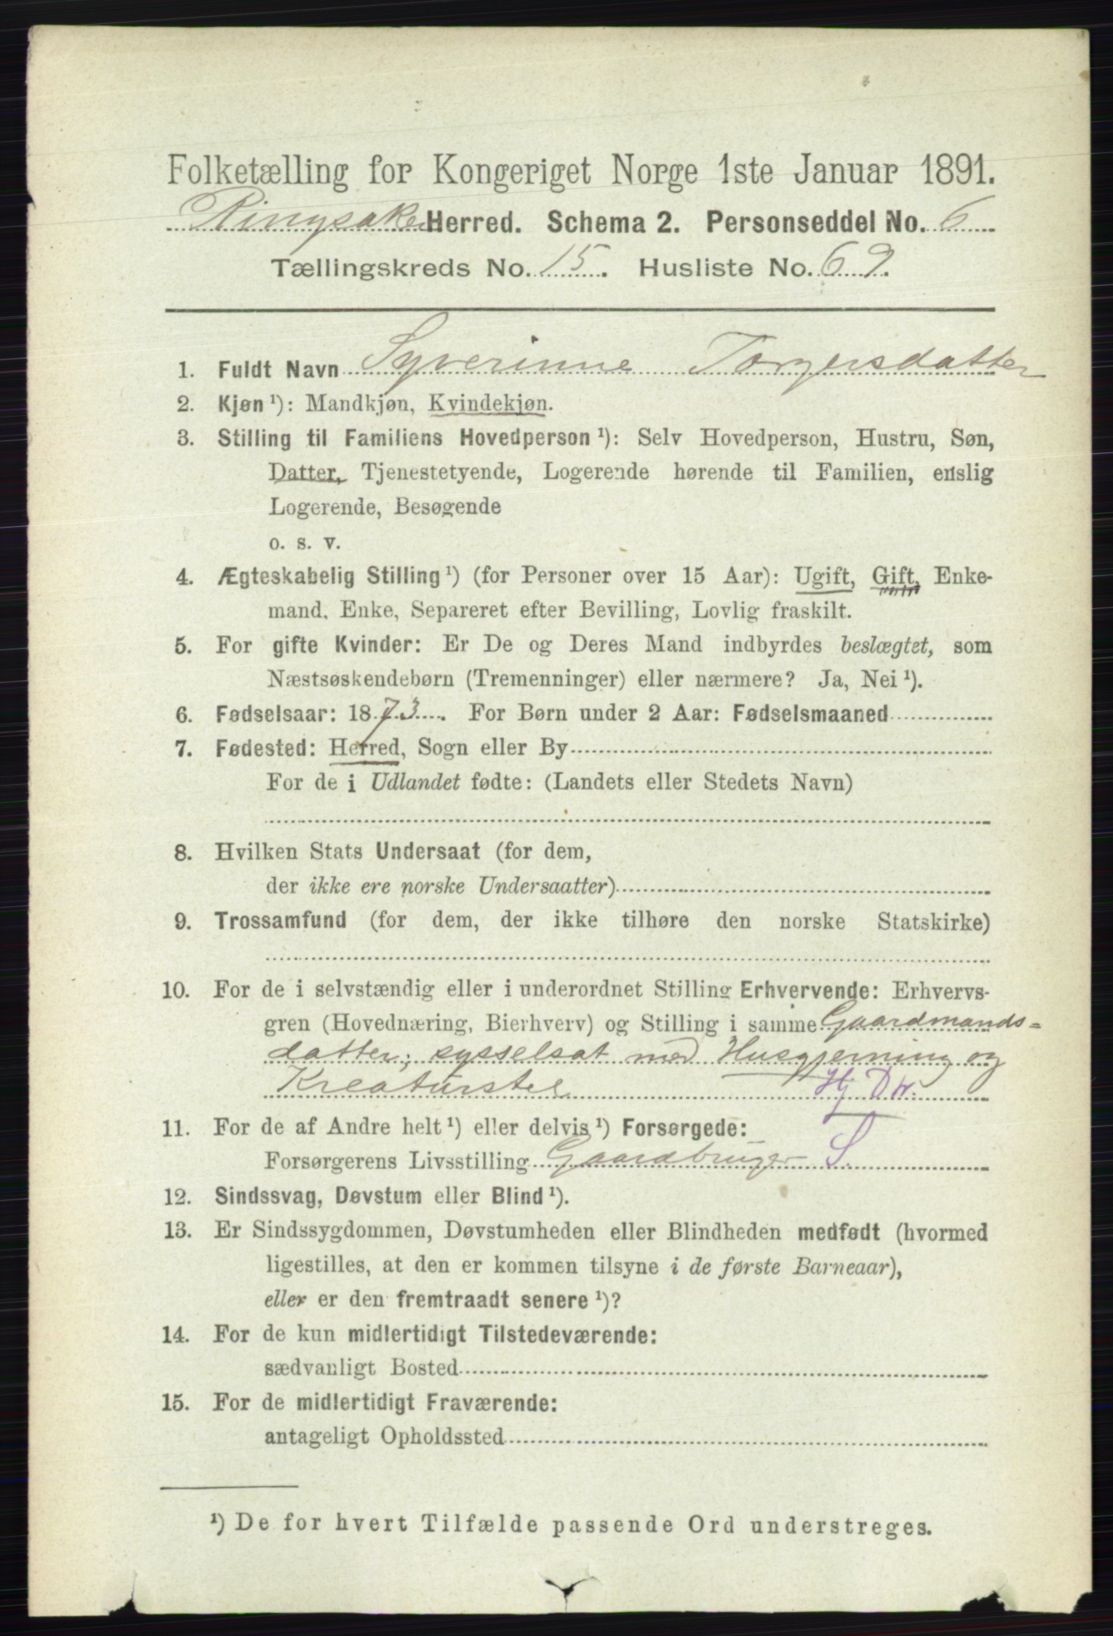 Folketælling for Kongeriget Norge 1ste Januar 1891.
Ringsaker Herred. Schema 2. Personseddel No. 6
Tællingskreds No. 15. Husliste No. 69.
1. Fuldt Navn Syverinne Torgersdatter
2. Kjøn ¹): Mandkjøn, Kvindekjøn.
3. Stilling til Familiens Hovedperson ¹): Selv Hovedperson, Hustru, Søn,
Datter, Tjenestetyende, Logerende hørende til Familien, enslig
Logerende, Besøgende
o. s. v.
4. Ægteskabelig Stilling ¹) (for Personer over 15 Aar): Ugift, Gift, Enke-
mand, Enke, Separeret efter Bevilling, Lovlig fraskilt.
5. For gifte Kvinder: Er De og Deres Mand indbyrdes beslægtet, som
Næstsøskendebørn (Tremenninger) eller nærmere? Ja, Nei ¹).
6. Fødselsaar: 1873. For Børn under 2 Aar: Fødselsmaaned
7. Fødested: Herred, Sogn eller By
For de i Udlandet fødte: (Landets eller Stedets Navn)
8. Hvilken Stats Undersaat (for dem,
der ikke ere norske Undersaatter)
9. Trossamfund (for dem, der ikke tilhøre den norske Statskirke)
10. For de i selvstændig eller i underordnet Stilling Erhvervende: Erhvervs-
gren (Hovednæring, Bierhverv) og Stilling i samme Gaardmands-
datter; sysselsat med Husgjerning og
Kreaturstel Hj Dtr.
11. For de af Andre helt ¹) eller delvis ¹) Forsørgede:
Forsørgerens Livsstilling Gaardbruger S.
12. Sindssvag, Døvstum eller Blind ¹).
13. Er Sindssygdommen, Døvstumheden eller Blindheden medfødt (hvormed
ligestilles, at den er kommen tilsyne i de første Barneaar),
eller er den fremtraadt senere ¹)?
14. For de kun midlertidigt Tilstedeværende:
sædvanligt Bosted
15. For de midlertidigt Fraværende:
antageligt Opholdssted
¹) De for hvert Tilfælde passende Ord understreges.